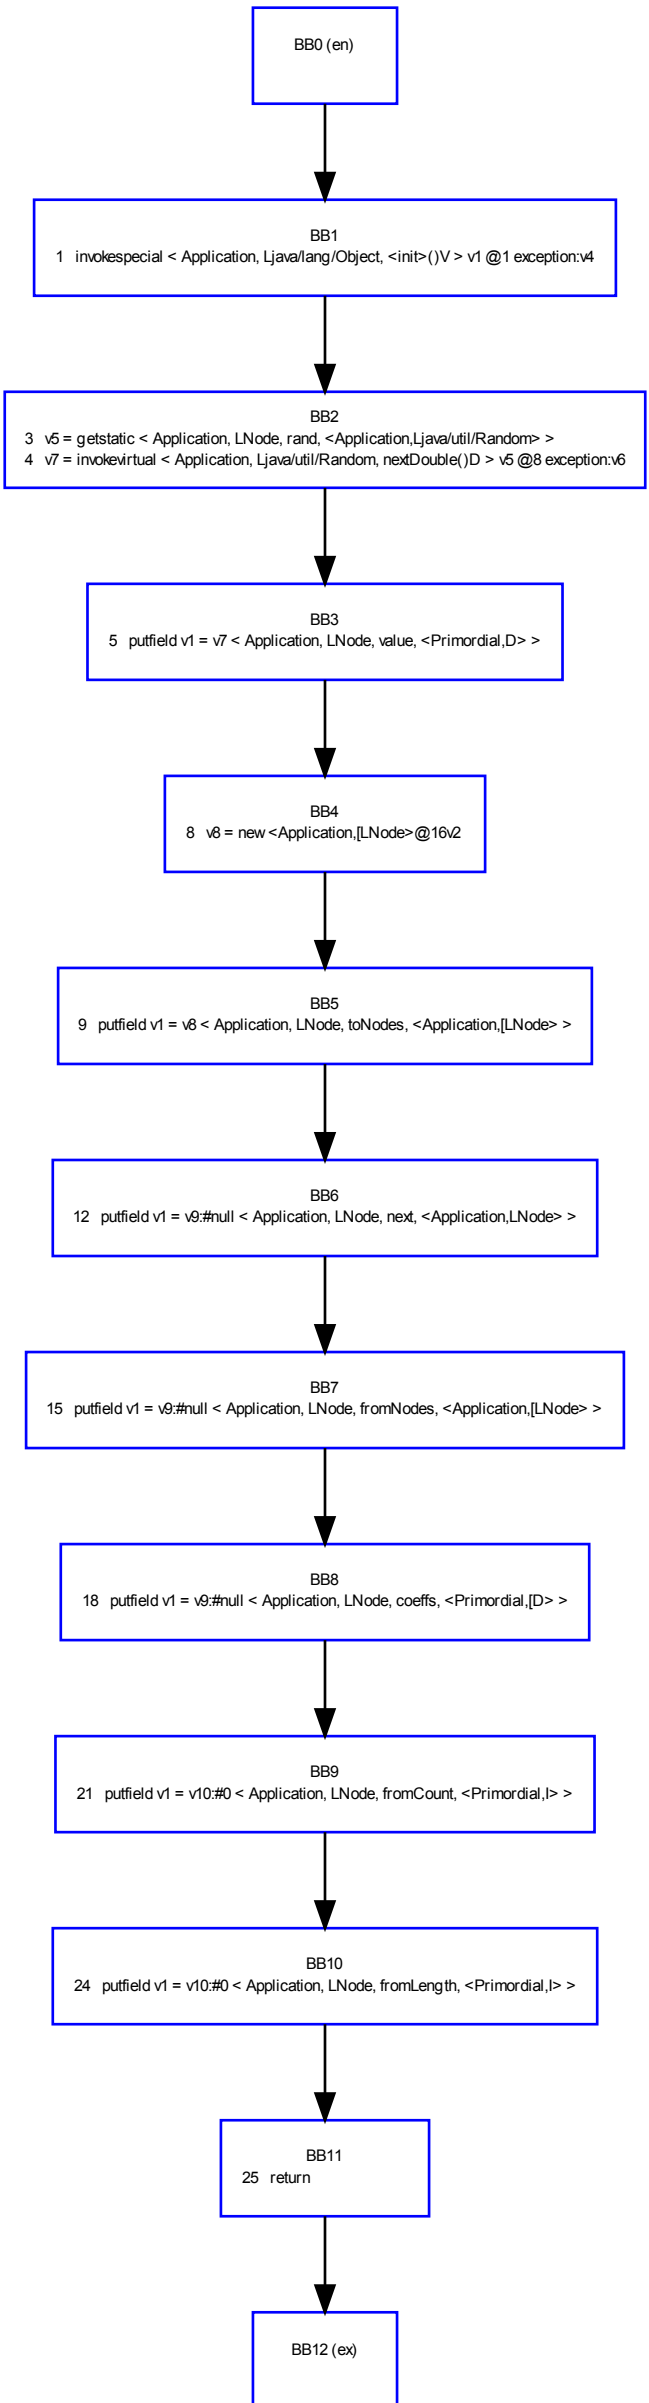 BB0 (en)
BB1
1 invokespecial < Application, Ljava/lang/Object, <init>()V > v1 @1 exception:v4
BB2
3 v5 = getstatic < Application, LNode, rand, <Application,Ljava/util/Random> >
4 v7 = invokevirtual < Application, Ljava/util/Random, nextDouble()D > v5 @8 exception:v6
BB3
5 putfield v1 = v7 < Application, LNode, value, <Primordial,D> >
BB4
8 v8 = new <Application,[LNode>@16v2
BB5
9 putfield v1 = v8 < Application, LNode, toNodes, <Application,[LNode> >
BB6
12 putfield v1 = v9:#null < Application, LNode, next, <Application,LNode> >
BB7
15 putfield v1 = v9:#null < Application, LNode, fromNodes, <Application,[LNode> >
BB8
18 putfield v1 = v9:#null < Application, LNode, coeffs, <Primordial,[D> >
BB9
21 putfield v1 = v10:#0 < Application, LNode, fromCount, <Primordial,I> >
BB10
24 putfield v1 = v10:#0 < Application, LNode, fromLength, <Primordial,I> >
BB11
25 return
BB12 (ex)